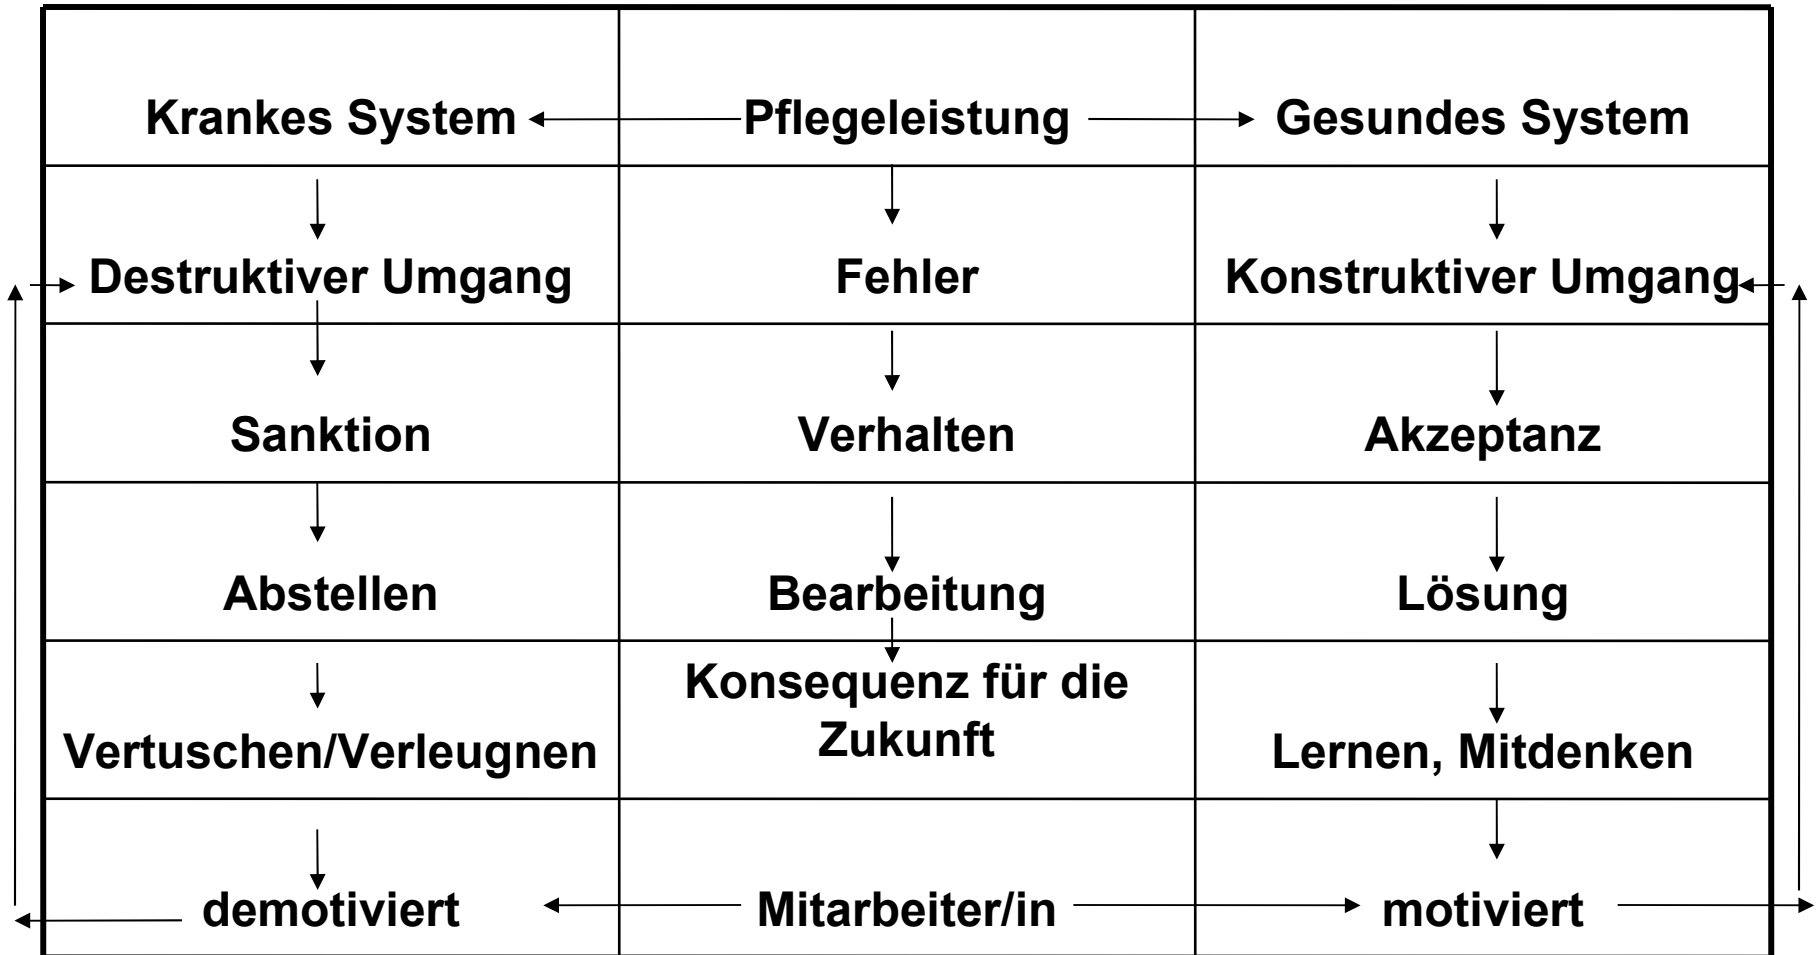 Krankes System Pflegeleistung Gesundes System
Destruktiver Umgang Fehler Konstruktiver Umgang
Sanktion Verhalten Akzeptanz
Abstellen Bearbeitung Lösung
Konsequenz für die
Zukunft
Vertuschen/Verleugnen Lernen, Mitdenken
demotiviert Mitarbeiter/in motiviert